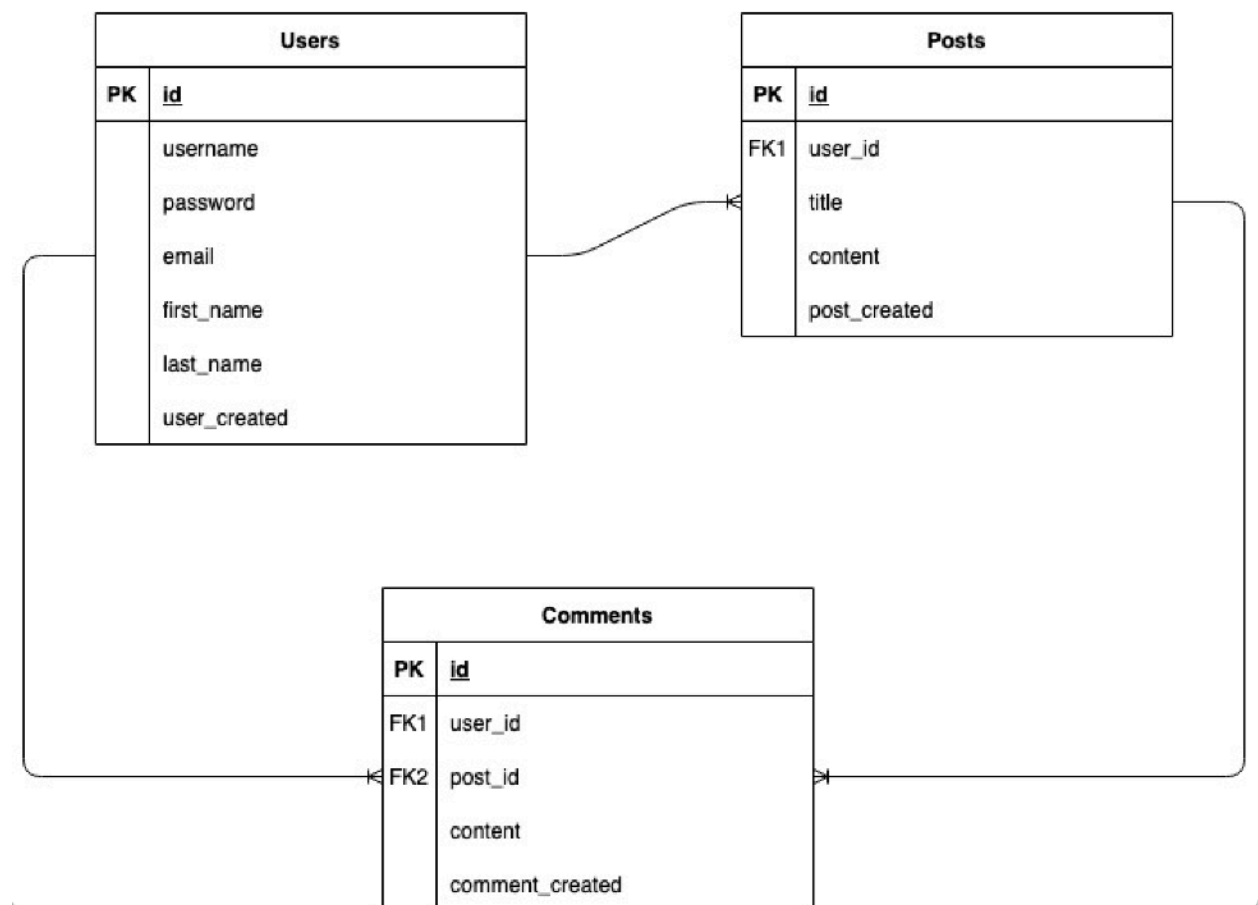 Users
PK id
username
password
email
first_name
last_name
user_created
Posts
PK id
FK1 user_id
title
content
post_created
Comments
PK id
FK1 user_id
FK2 post_id
content
comment_created